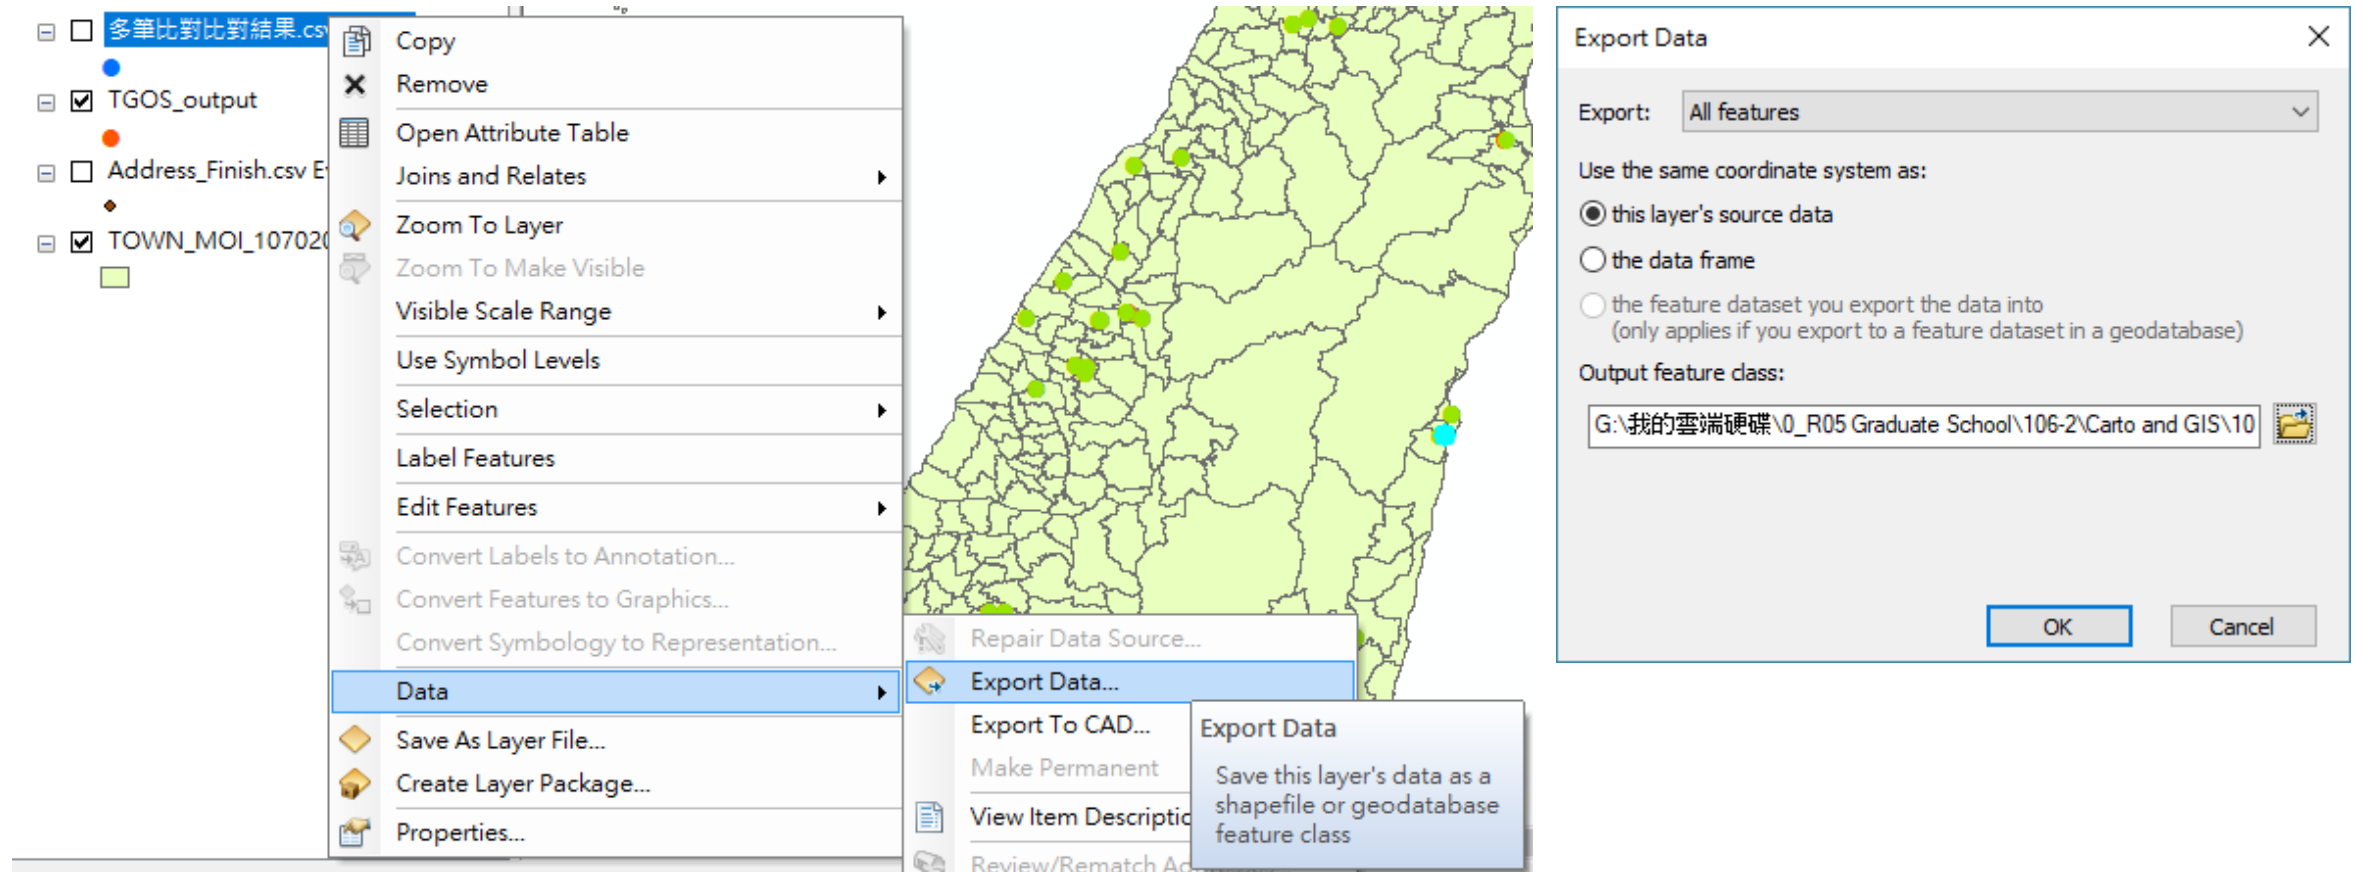 多筆比對比對結果.csv
TGOS_output
Address_Finish.csv
TOWN_MOI_10702
Copy
Remove
Open Attribute Table
Joins and Relates
Zoom To Layer
Zoom To Make Visible
Visible Scale Range
Use Symbol Levels
Selection
Label Features
Edit Features
Convert Labels to Annotation...
Convert Features to Graphics...
Convert Symbology to Representation...
Data
Save As Layer File...
Create Layer Package...
Properties...
Repair Data Source...
Export Data...
Export To CAD...
Make Permanent
View Item Descriptio
Review/Rematch
Export Data
Save this layer's data as a
shapefile or geodatabase
feature class
Export Data
Export: All features
Use the same coordinate system as:
this layer's source data
the data frame
the feature dataset you export the data into
(only applies if you export to a feature dataset in a geodatabase)
Output feature class:
G:\我的雲端硬碟\0_R05 Graduate School\106-2\Carto and GIS\10
OK Cancel